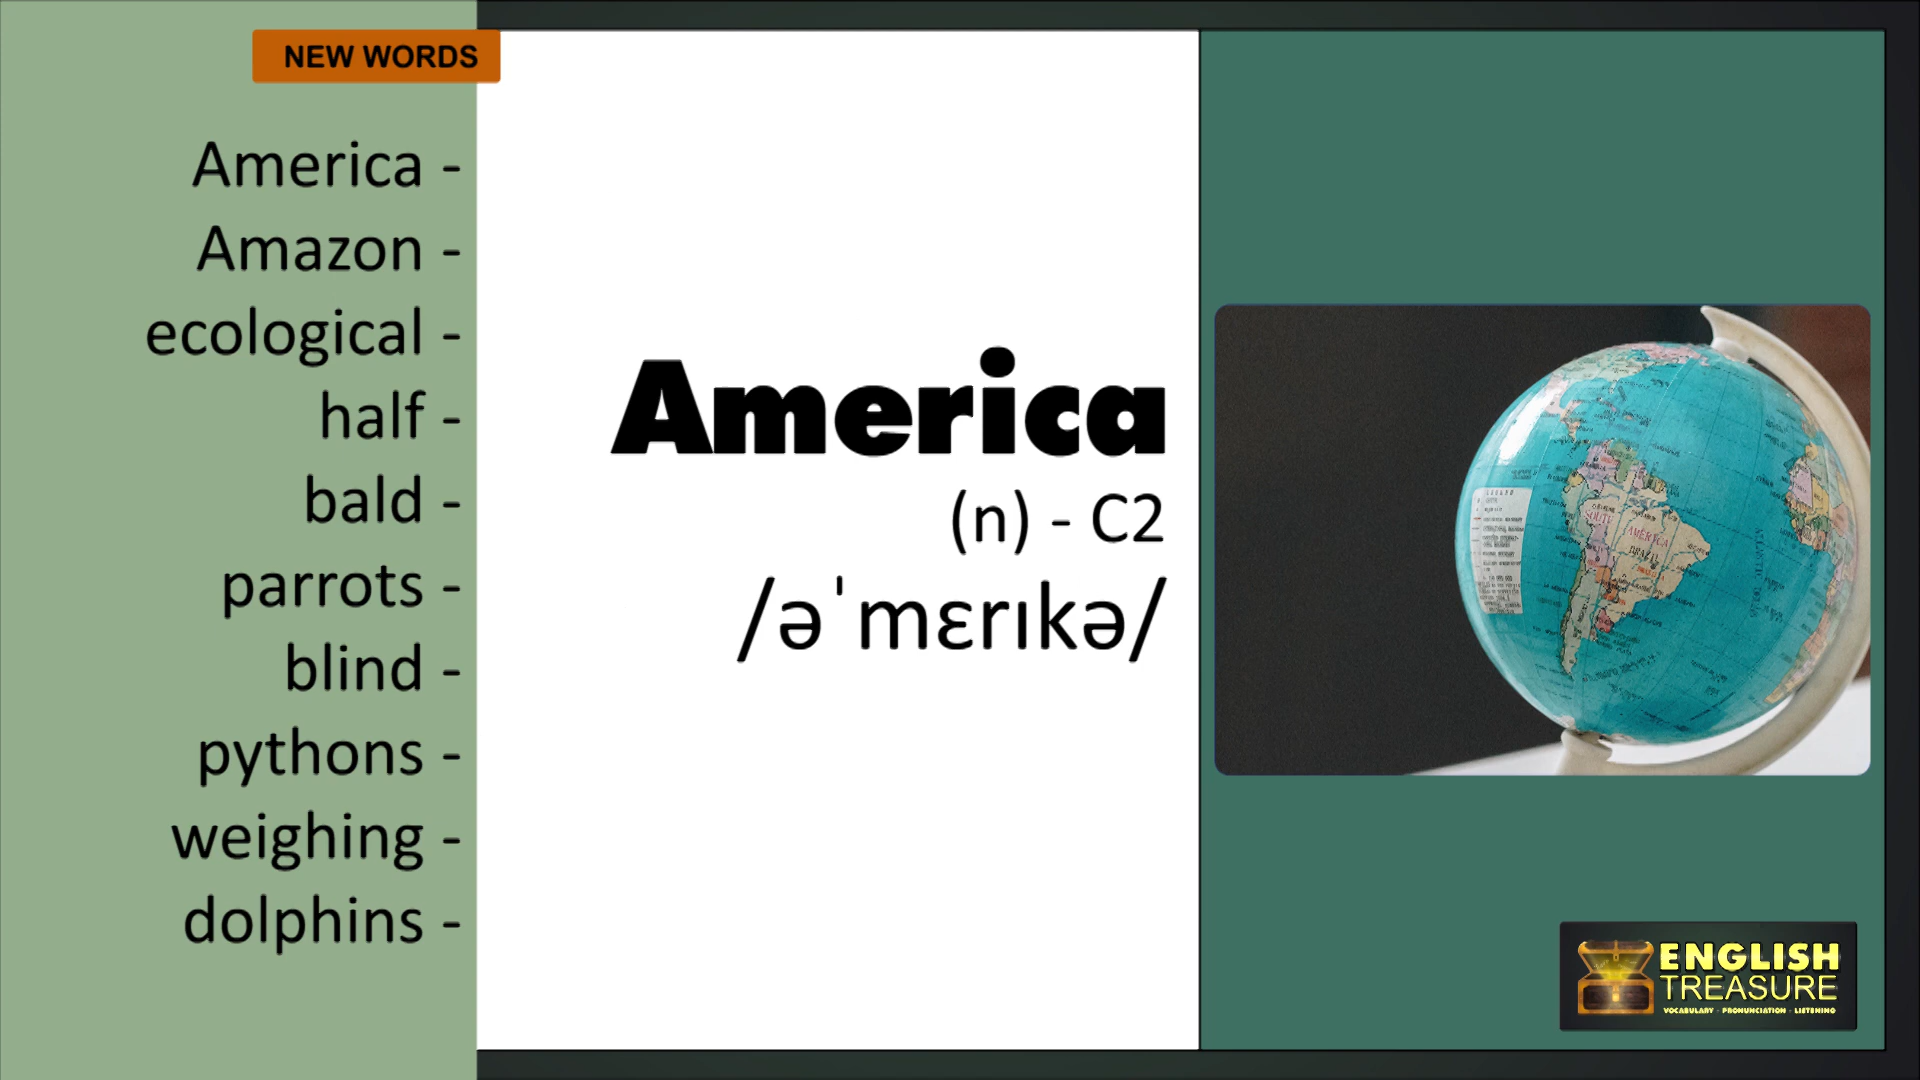 NEW WORDS
America -
Amazon -
ecological -
half -
bald -
parrots -
blind -
pythons -
weighing -
dolphins -
America
(n) - C2
/əˈmɛrɪkə/
SOUTH
AMERICA
BRAZIL
ENGLISH
TREASURE
VOCABULARY - PRONUNCIATION - LISTENING